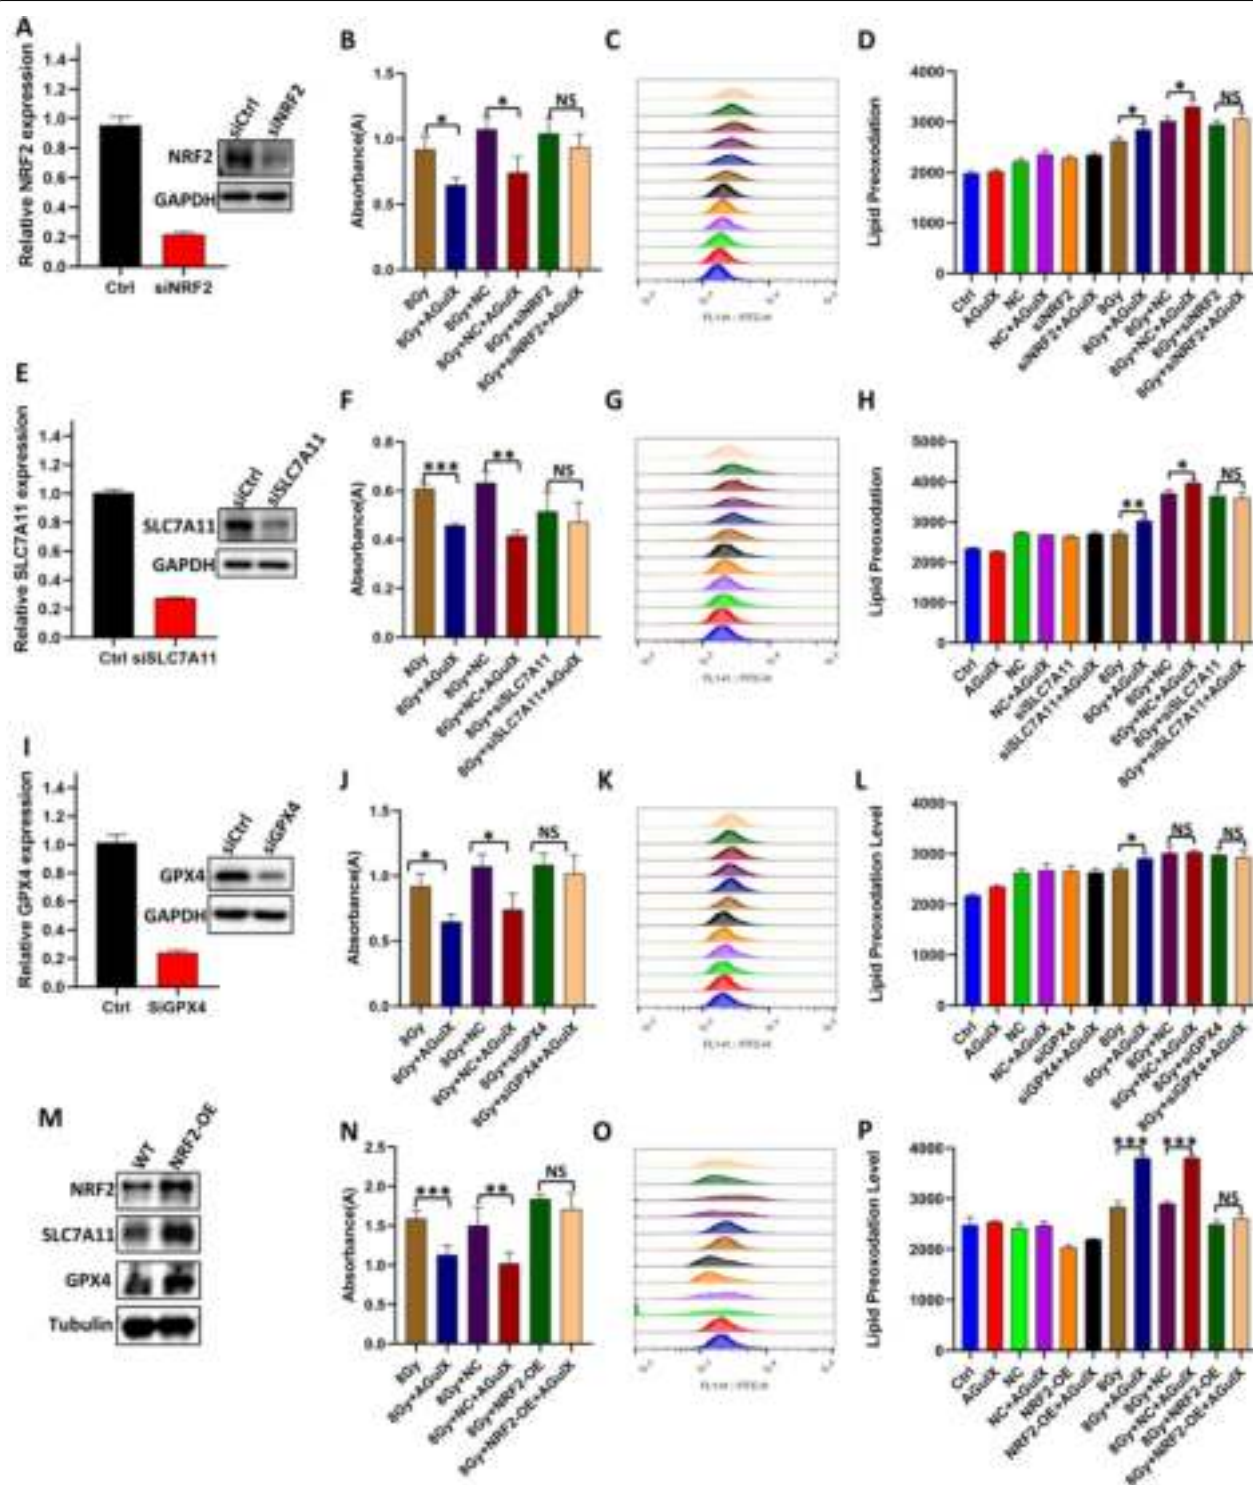 A
Relative NRF2 expression
1.4
1.2
1.0
0.8
0.6
0.4
0.2
0.0
Ctrl siNRF2
siCtrl
siNRF2
NRF2
GAPDH
B
Absorbance(A)
1.5
1.0
0.5
0.0
* * NS
8Gy
8Gy+AGuIX
8Gy+NC
8Gy+NC+AGuIX
8Gy+siNRF2
8Gy+siNRF2+AGuIX
C
D
Lipid Preoxodation
4000
3000
2000
1000
0
* * NS
Ctrl
AGuIX
NC
NC+AGuIX
siNRF2
siNRF2+AGuIX
8Gy
8Gy+AGuIX
8Gy+NC
8Gy+NC+AGuIX
8Gy+siNRF2
8Gy+siNRF2+AGuIX
E
Relative SLC7A11 expression
1.4
1.2
1.0
0.8
0.6
0.4
0.2
0.0
Ctrl siSLC7A11
siCtrl
siSLC7A11
SLC7A11
GAPDH
F
Absorbance(A)
0.8
0.6
0.4
0.2
0.0
*** ** NS
8Gy
8Gy+AGuIX
8Gy+NC
8Gy+NC+AGuIX
8Gy+siSLC7A11
8Gy+siSLC7A11+AGuIX
G
H
Lipid Preoxodation
5000
4000
3000
2000
1000
0
** * NS
Ctrl
AGuIX
NC
NC+AGuIX
siSLC7A11
siSLC7A11+AGuIX
8Gy
8Gy+AGuIX
8Gy+NC
8Gy+NC+AGuIX
8Gy+siSLC7A11
8Gy+siSLC7A11+AGuIX
I
Relative GPX4 expression
1.4
1.2
1.0
0.8
0.6
0.4
0.2
0.0
Ctrl SiGPX4
siCtrl
siGPX4
GPX4
GAPDH
J
Absorbance(A)
1.5
1.0
0.5
0.0
* * NS
8Gy
8Gy+AGuIX
8Gy+NC
8Gy+NC+AGuIX
8Gy+siGPX4
8Gy+siGPX4+AGuIX
K
L
Lipid Preoxodation Level
4000
3000
2000
1000
0
* NS NS
Ctrl
AGuIX
NC
NC+AGuIX
siGPX4
siGPX4+AGuIX
8Gy
8Gy+AGuIX
8Gy+NC
8Gy+NC+AGuIX
8Gy+siGPX4
8Gy+siGPX4+AGuIX
M
WT
NRF2-OE
NRF2
SLC7A11
GPX4
Tubulin
N
Absorbance(A)
2.5
2.0
1.5
1.0
0.5
0.0
*** ** NS
8Gy
8Gy+AGuIX
8Gy+NC
8Gy+NC+AGuIX
8Gy+NRF2-OE
8Gy+NRF2-OE+AGuIX
O
P
Lipid Preoxodation Level
4000
3000
2000
1000
0
*** *** NS
Ctrl
AGuIX
NC
NC+AGuIX
NRF2-OE
NRF2-OE+AGuIX
8Gy
8Gy+AGuIX
8Gy+NC
8Gy+NC+AGuIX
8Gy+NRF2-OE
8Gy+NRF2-OE+AGuIX